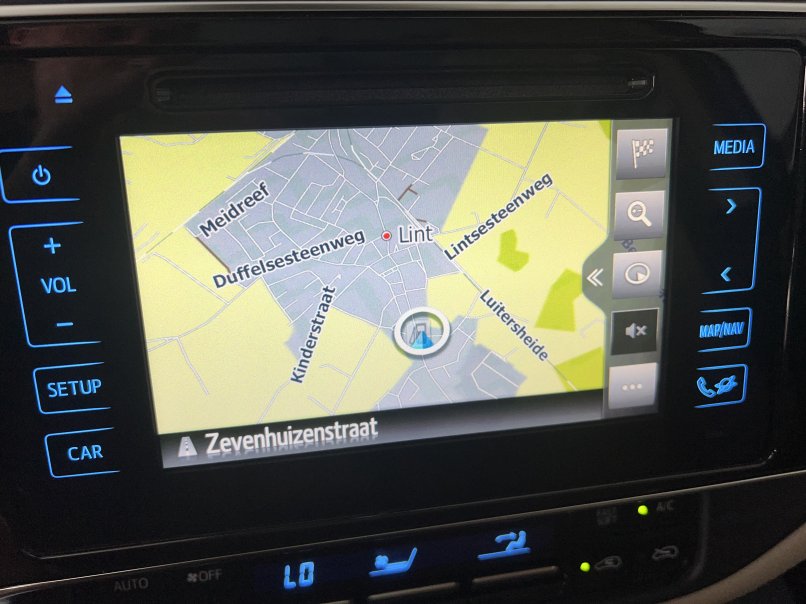 MEDIA
Meidreef
Lint
Lintsesteenweg
VOL
Duffelsesteenweg
Kinderstraat
Luitersheide
MAP/NAV
SETUP
Zevenhuizenstraat
CAR
A/C
AUTO
OFF
LO